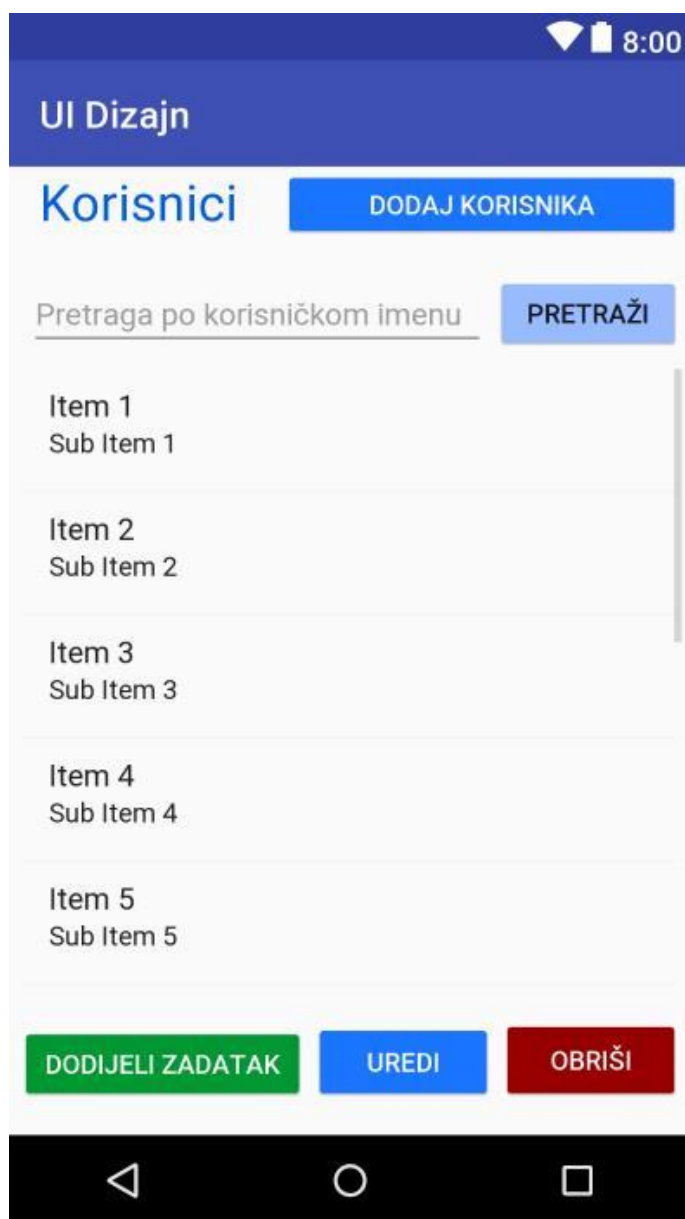 8:00
UI Dizajn
Korisnici DODAJ KORISNIKA
Pretraga po korisničkom imenu PRETRAŽI
Item 1
Sub Item 1
Item 2
Sub Item 2
Item 3
Sub Item 3
Item 4
Sub Item 4
Item 5
Sub Item 5
DODIJELI ZADATAK UREDI OBRIŠI